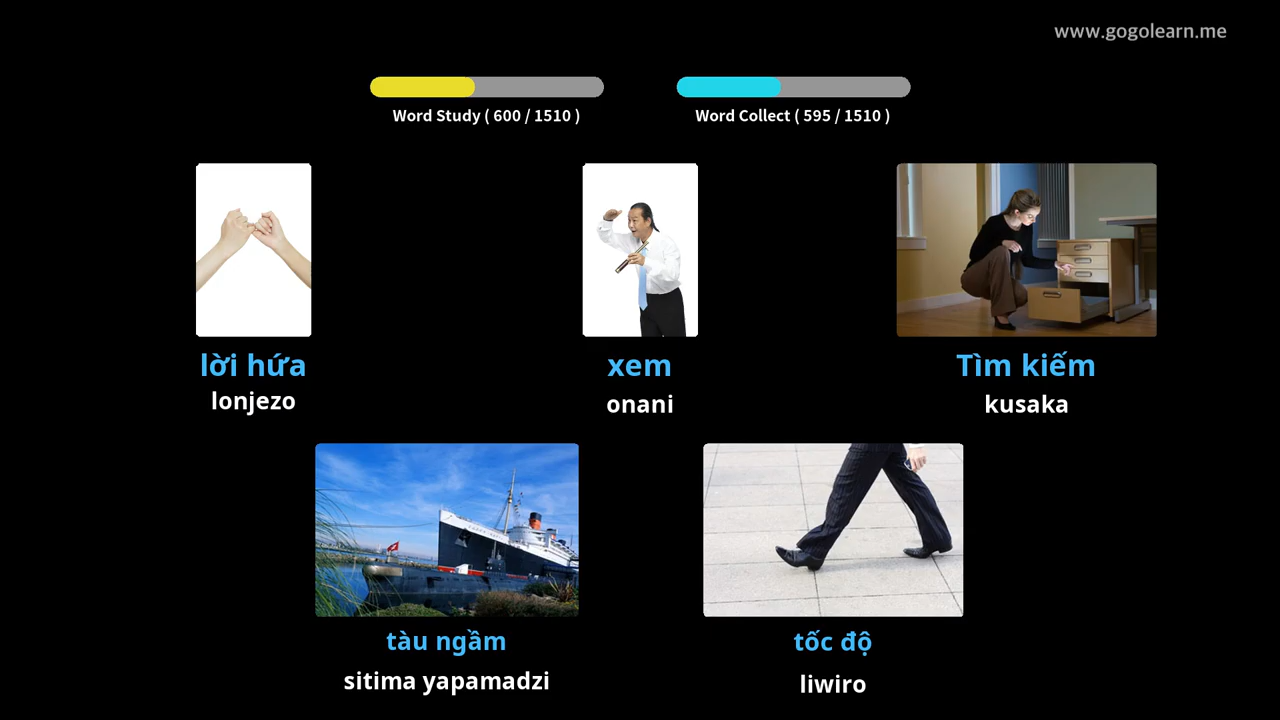 www.gogolearn.me
Word Study ( 600 / 1510 )
Word Collect ( 595 / 1510 )
lời hứa
lonjezo
xem
onani
Tìm kiếm
kusaka
tàu ngầm
sitima yapamadzi
tốc độ
liwiro